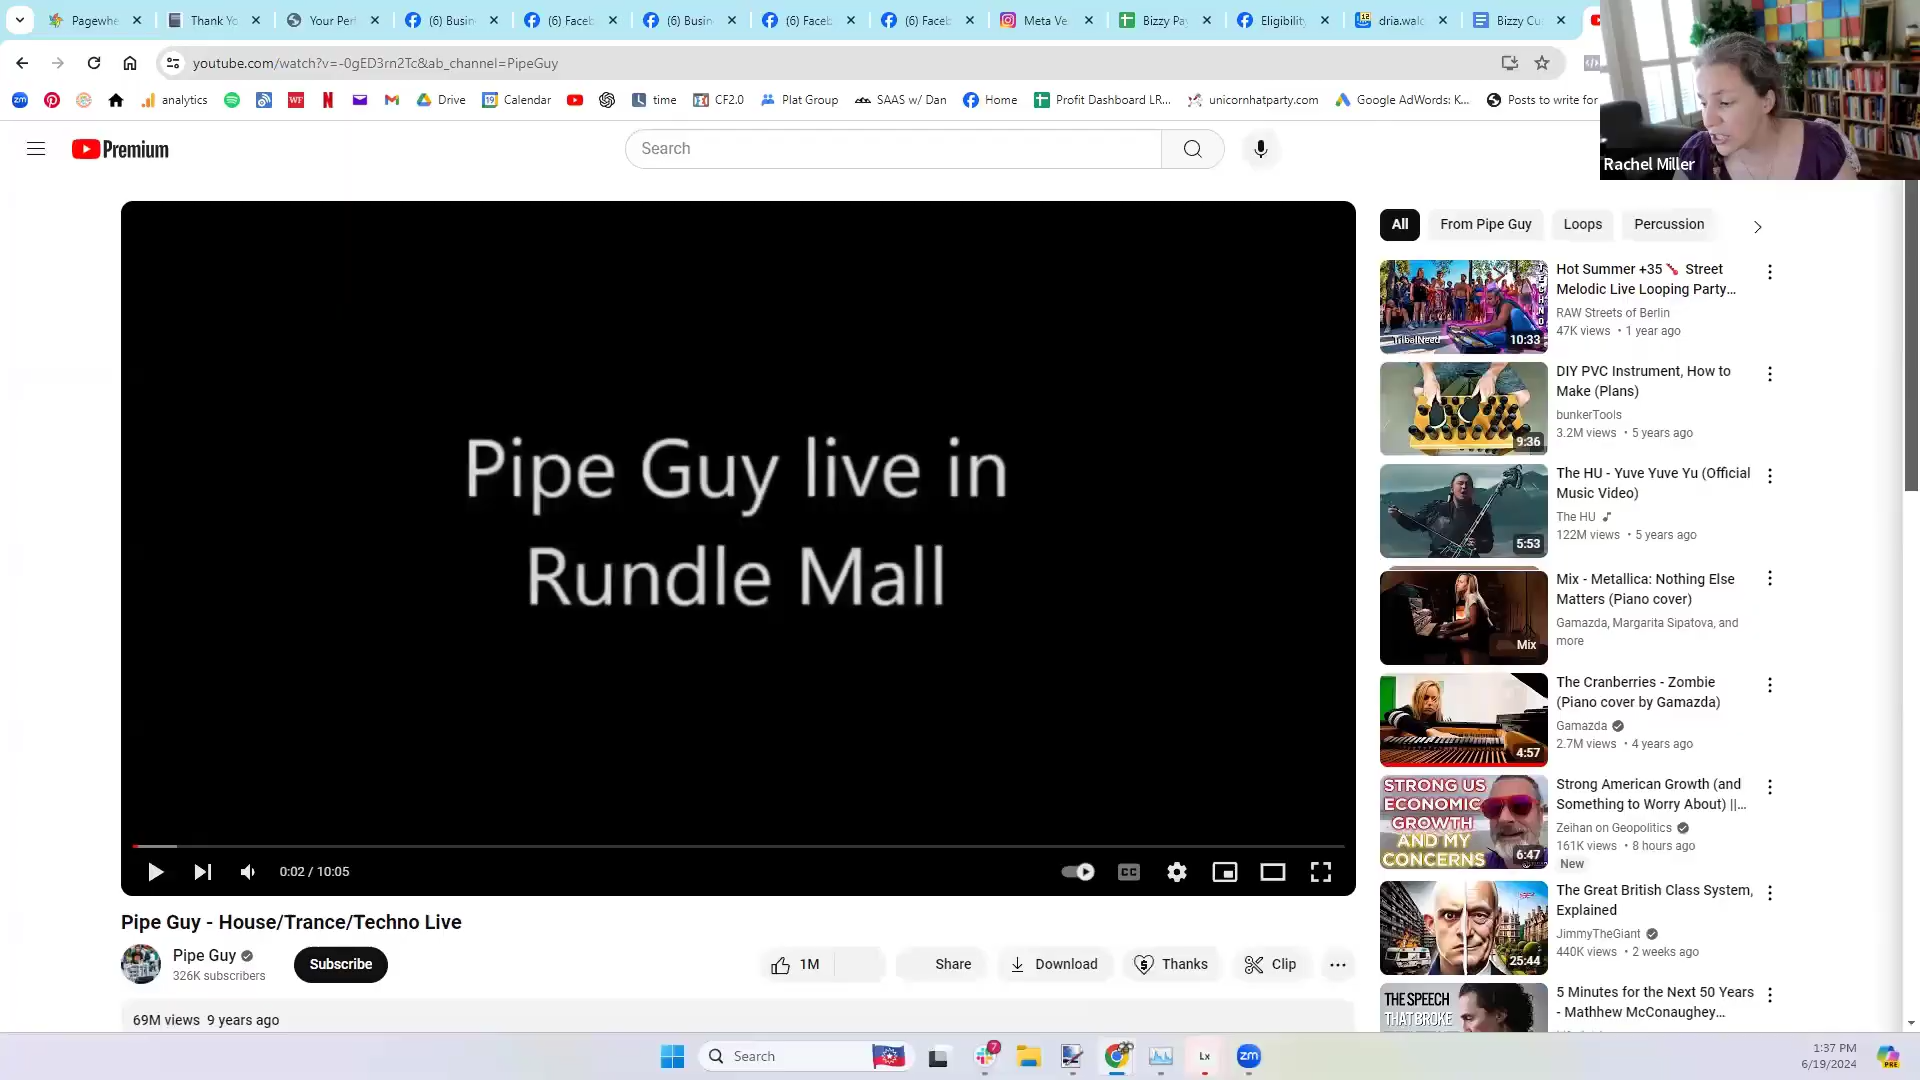 Pagewhe
Thank Yo
Your Perf
(6) Busin
(6) Faceb
(6) Busin
(6) Faceb
(6) Faceb
Meta Ve
Bizzy Pay
Eligibility
dria.walc
Bizzy Cu
youtube.com/watch?v=-0gED3rn2Tc&ab_channel=PipeGuy
analytics
Drive
Calendar
time
CF2.0
Plat Group
SAAS w/ Dan
Home
Profit Dashboard LR...
unicornhatparty.com
Google AdWords: K...
Posts to write for
Rachel Miller
Premium
Search
Pipe Guy live in
Rundle Mall
0:02 / 10:05
CC
Pipe Guy - House/Trance/Techno Live
Pipe Guy
326K subscribers
Subscribe
1M
Share
Download
Thanks
Clip
69M views 9 years ago
All
From Pipe Guy
Loops
Percussion
TribalNeed
10:33
Hot Summer +35 Street
Melodic Live Looping Party...
RAW Streets of Berlin
47K views • 1 year ago
9:36
DIY PVC Instrument, How to
Make (Plans)
bunkerTools
3.2M views • 5 years ago
5:53
The HU - Yuve Yuve Yu (Official
Music Video)
The HU
122M views • 5 years ago
Mix
Mix - Metallica: Nothing Else
Matters (Piano cover)
Gamazda, Margarita Sipatova, and
more
4:57
The Cranberries - Zombie
(Piano cover by Gamazda)
Gamazda
2.7M views • 4 years ago
STRONG US
ECONOMIC
GROWTH
AND MY
CONCERNS
6:47
Strong American Growth (and
Something to Worry About) ||...
Zeihan on Geopolitics
161K views • 8 hours ago
New
25:44
The Great British Class System,
Explained
JimmyTheGiant
440K views • 2 weeks ago
THE SPEECH
THAT BROKE
5 Minutes for the Next 50 Years
- Mathhew McConaughey...
Search
7
Lx
zm
1:37 PM
6/19/2024
PRE